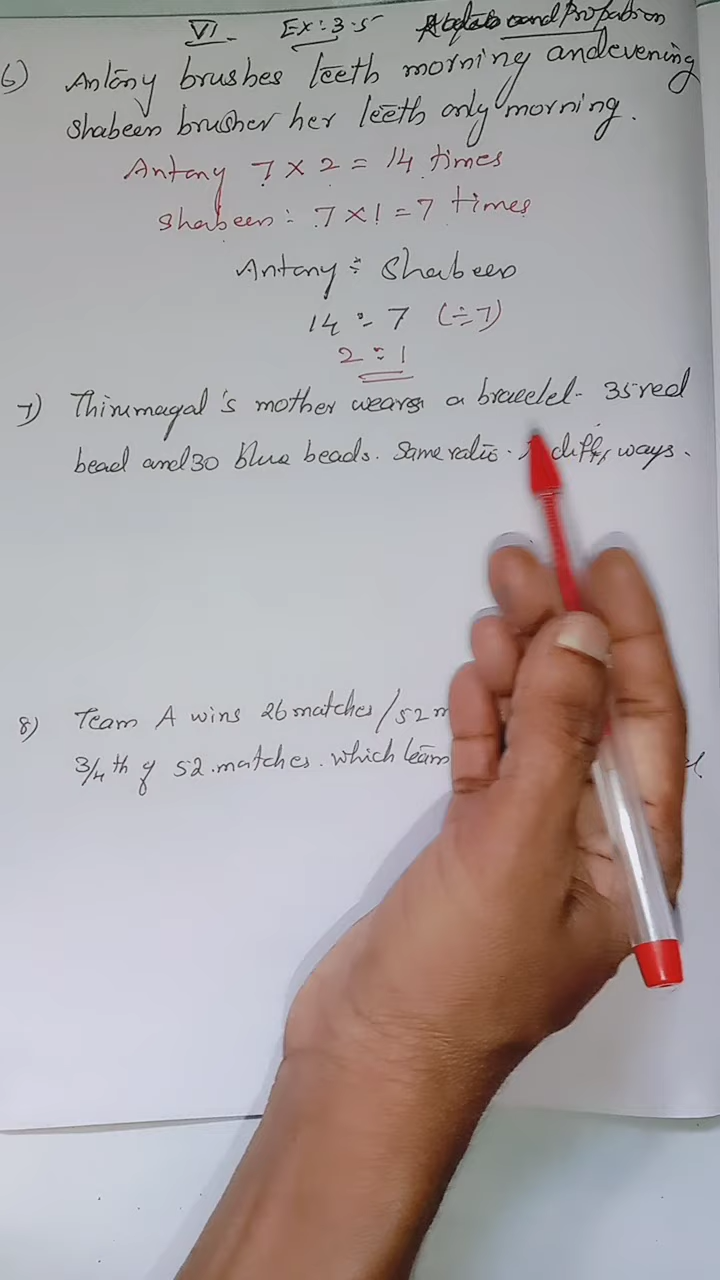 VI. Ex: 3.5 and Propation
6) Antony brushes teeth morning and evening
Shabeen brusher her teeth only morning.
Antony 7 × 2 = 14 times
Shabeen : 7 × 1 = 7 times
Antony : Shabeen
14 : 7 (÷7)
2 : 1
7) Thirumagal's mother wears a bracelet. 35 red
bead and 30 blue beads. Same ratio. diff, ways.
8) Team A wins 26 matches / 52
3/4 th of 52 matches. which team